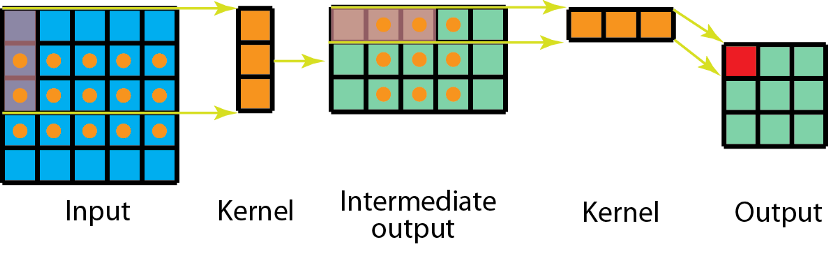 Input
Kernel
Intermediate
output
Kernel
Output